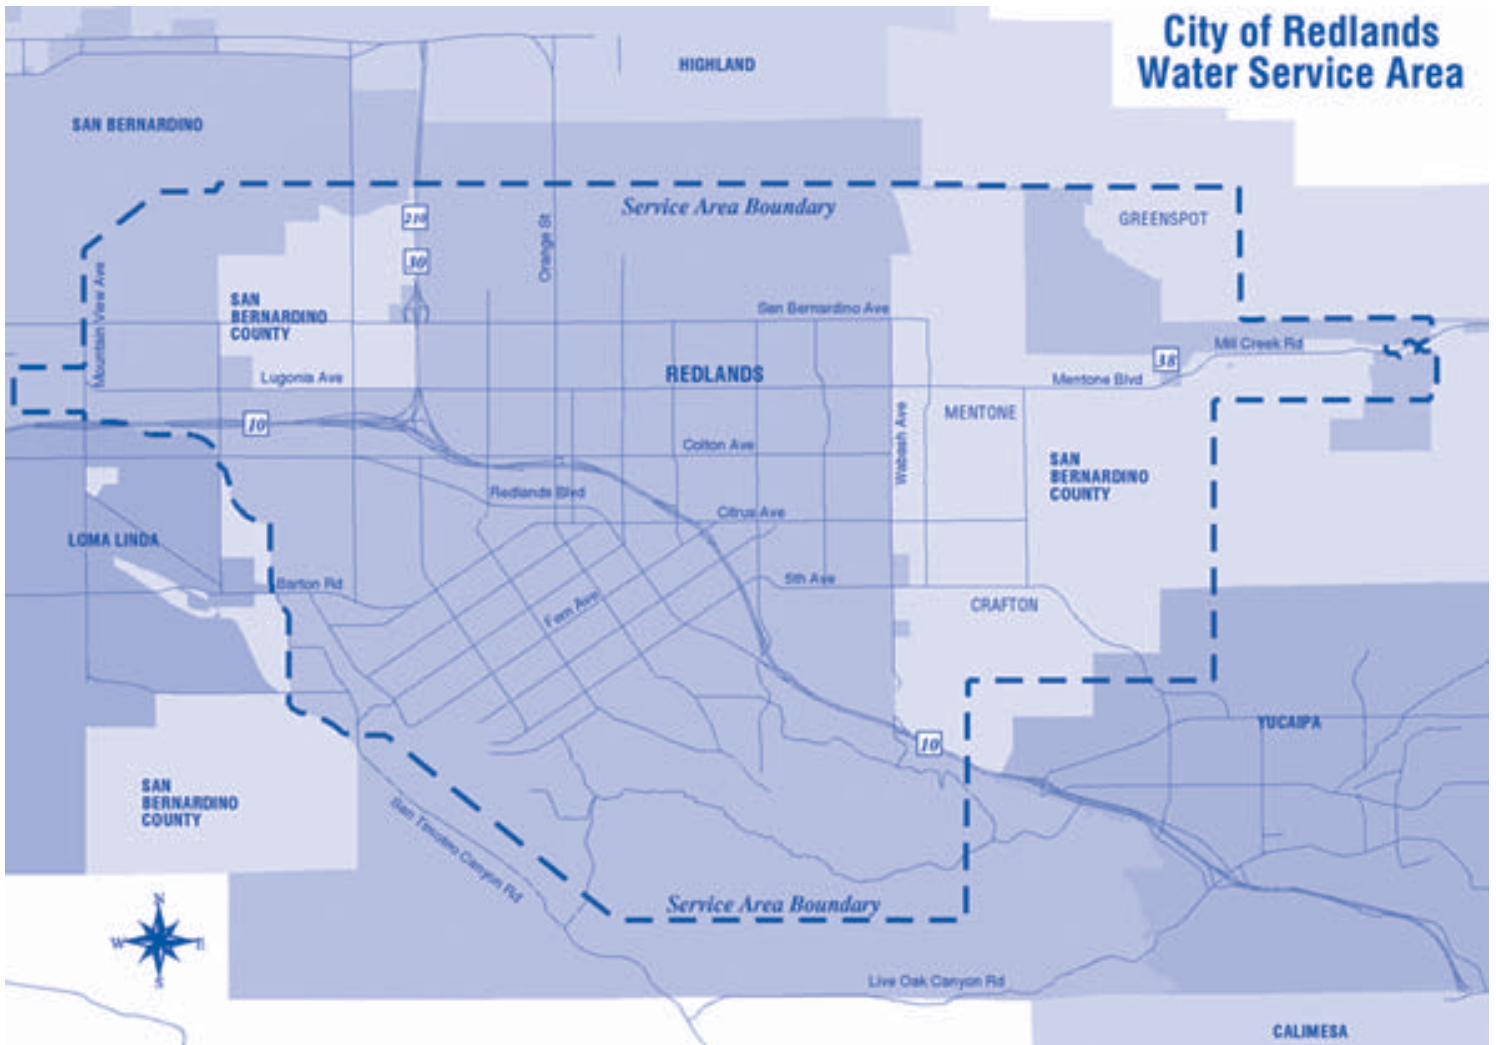 City of Redlands
Water Service Area
HIGHLAND
SAN BERNARDINO
Service Area Boundary
GREENSPOT
210
30
Orange St
Mountain View Ave
SAN
BERNARDINO
COUNTY
San Bernardino Ave
Mill Creek Rd
38
REDLANDS
Lugonia Ave
Mentone Blvd
MENTONE
Wabash Ave
10
Colton Ave
SAN
BERNARDINO
COUNTY
Redlands Blvd
Citrus Ave
LOMA LINDA
Barton Rd
5th Ave
CRAFTON
Fern Ave
YUCAIPA
10
SAN
BERNARDINO
COUNTY
San Timoteo Canyon Rd
Service Area Boundary
N
W
E
S
Live Oak Canyon Rd
CALIMESA